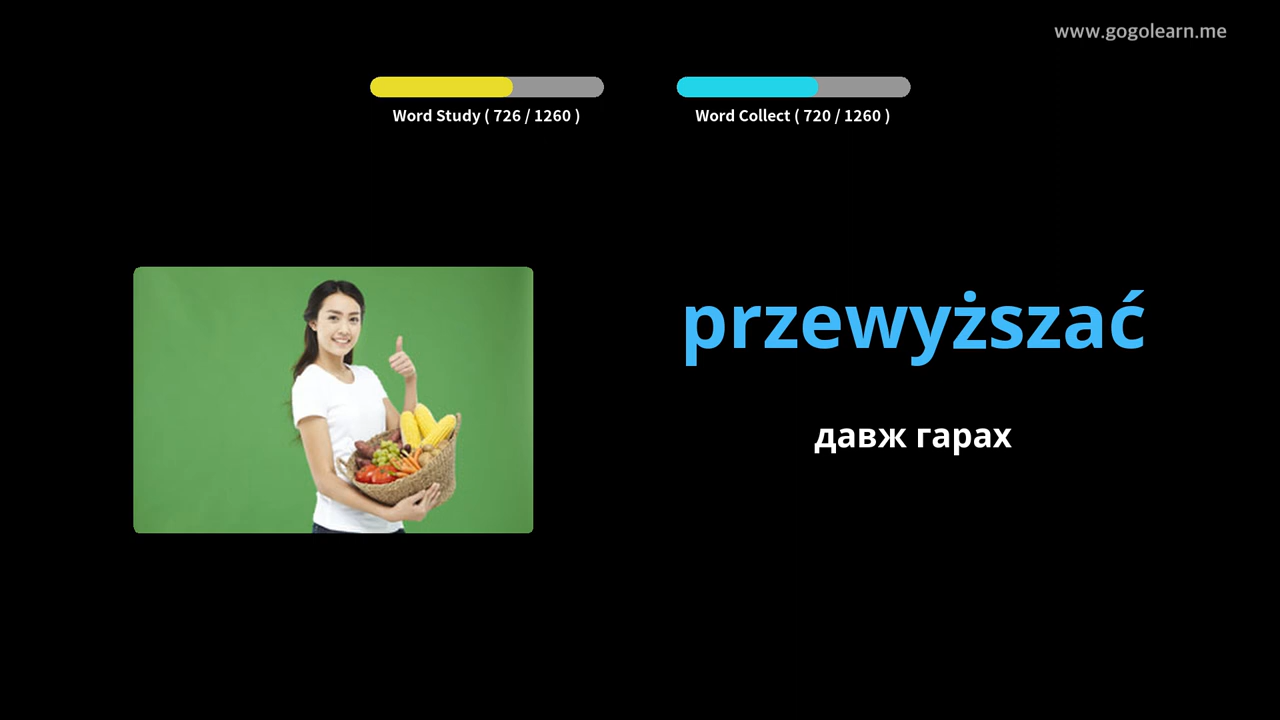 www.gogolearn.me
Word Study ( 726 / 1260 )
Word Collect ( 720 / 1260 )
przewyższać
давж гарах